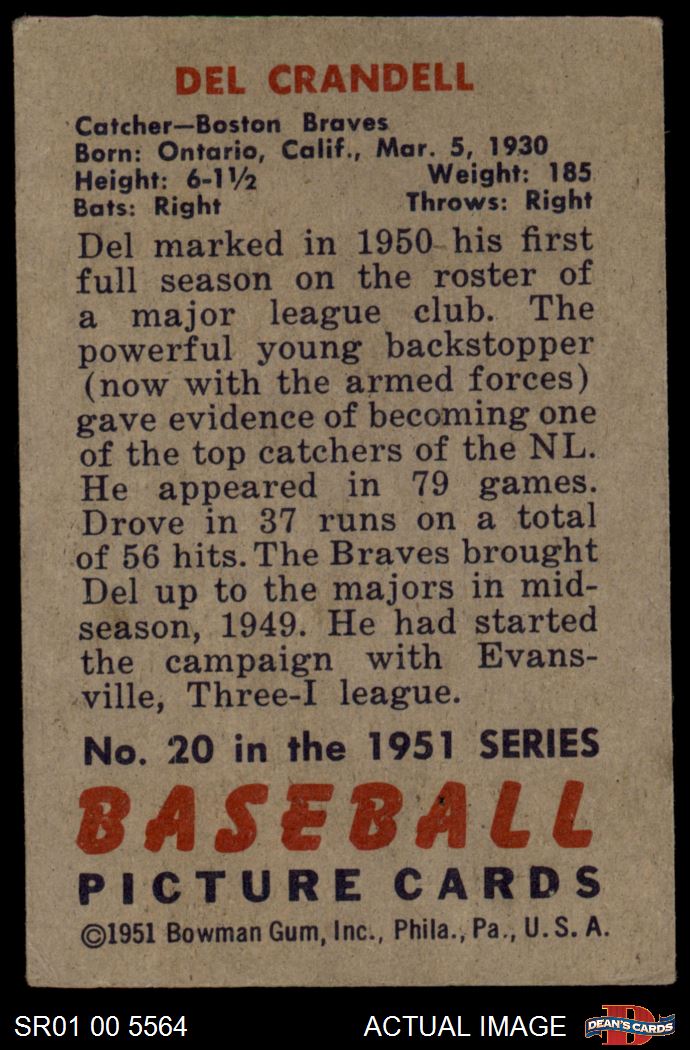 DEL CRANDELL
Catcher—Boston Braves
Born: Ontario, Calif., Mar. 5, 1930
Height: 6-1½ Weight: 185
Bats: Right Throws: Right
Del marked in 1950 his first
full season on the roster of
a major league club. The
powerful young backstopper
(now with the armed forces)
gave evidence of becoming one
of the top catchers of the NL.
He appeared in 79 games.
Drove in 37 runs on a total
of 56 hits. The Braves brought
Del up to the majors in mid-
season, 1949. He had started
the campaign with Evans-
ville, Three-I league.
No. 20 in the 1951 SERIES
BASEBALL
PICTURE CARDS
©1951 Bowman Gum, Inc., Phila., Pa., U. S. A.
SR01 00 5564 ACTUAL IMAGE D DEAN'S CARDS